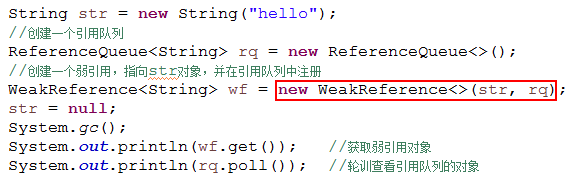 String str = new String("hello");
//创建一个引用队列
ReferenceQueue<String> rq = new ReferenceQueue<>();
//创建一个弱引用，指向str对象，并在引用队列中注册
WeakReference<String> wf = new WeakReference<>(str, rq);
str = null;
System.gc();
System.out.println(wf.get());   //获取弱引用对象
System.out.println(rq.poll());  //轮训查看引用队列的对象